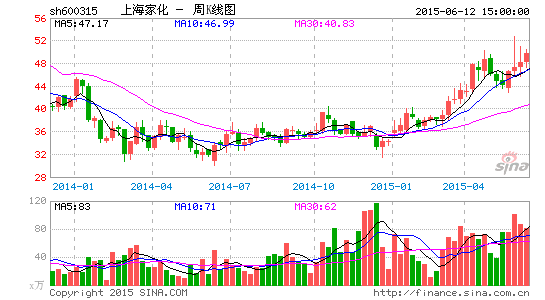 sh600315 上海家化 － 周K线图 2015-06-12 15:00:00
MA5:47.17 MA10:46.99 MA30:40.83
56
52
48
44
40
36
32
28
sina
2014-01 2014-04 2014-07 2014-10 2015-01 2015-04
MA5:83 MA10:71 MA30:62
120
80
40
x万
Copyright 2015 SINA.COM http://finance.sina.com.cn